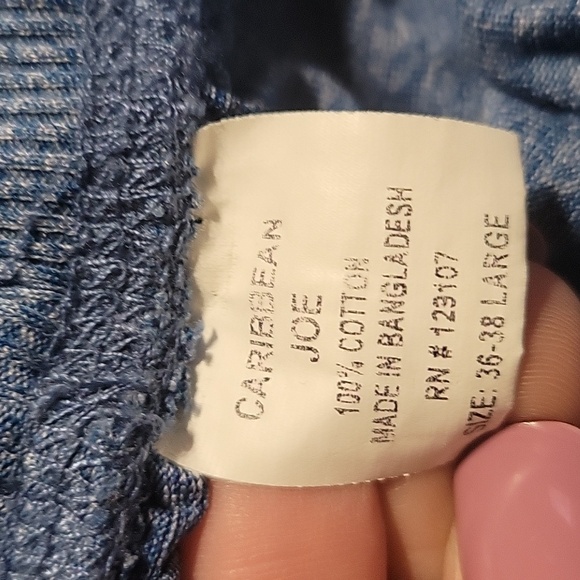 CARIBBEAN
JOE
100% COTTON
MADE IN BANGLADESH
RN # 123107
SIZE: 36-38 LARGE